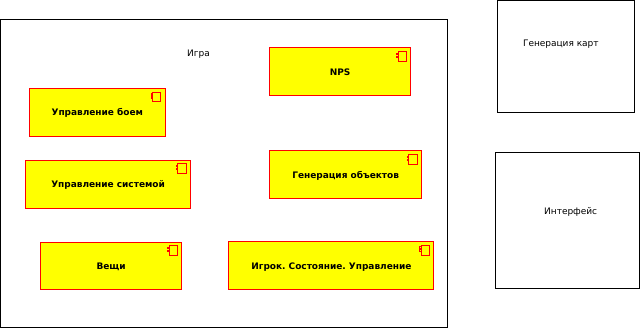 Игра
NPS
Управление боем
Управление системой
Генерация объектов
Вещи
Игрок. Состояние. Управление
Генерация карт
Интерфейс